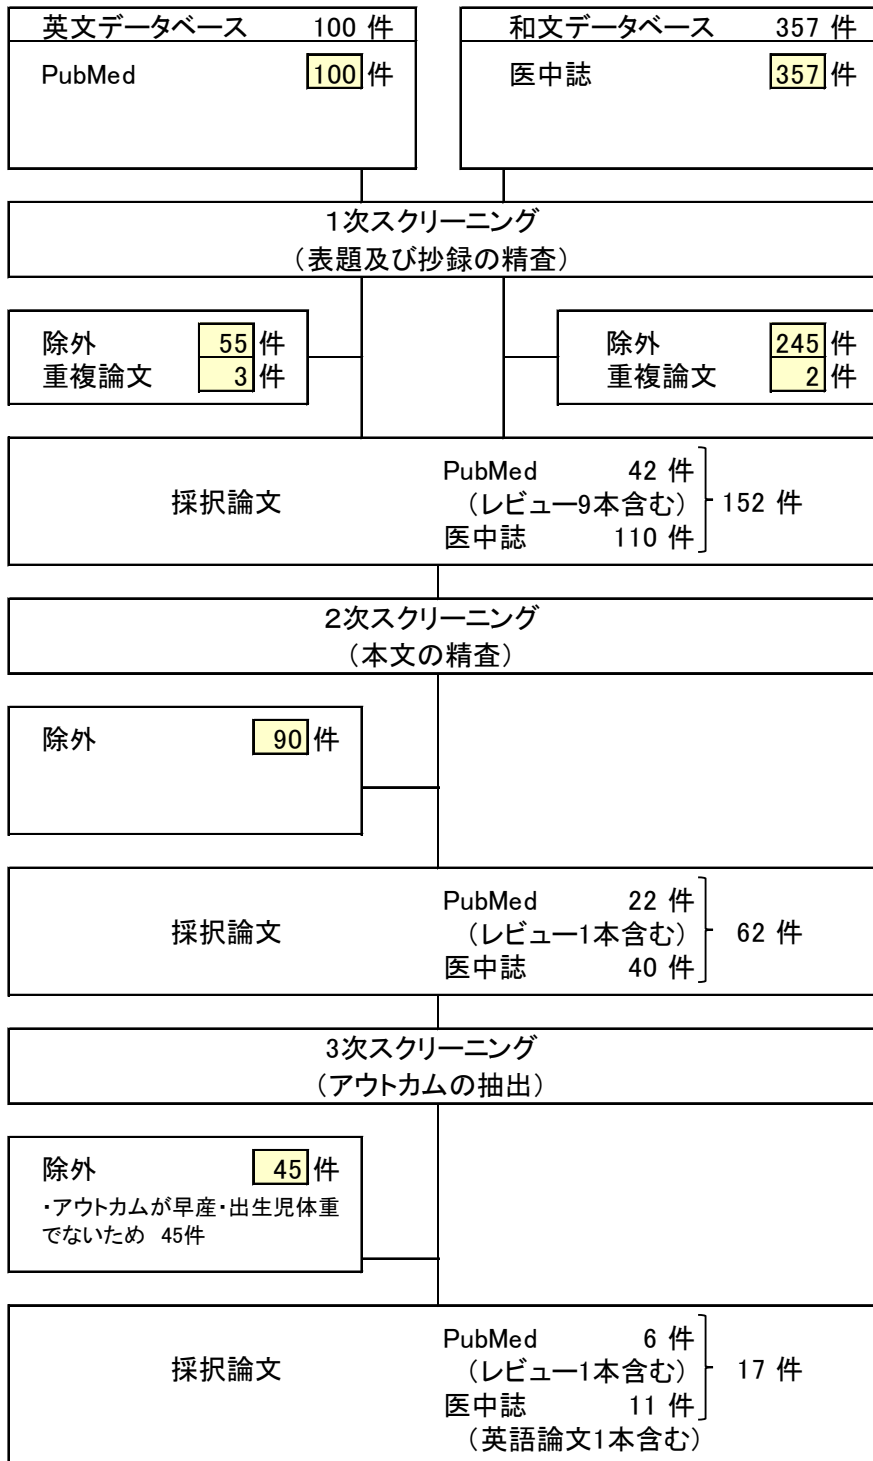 英文データベース 100 件
PubMed 100 件
和文データベース 357 件
医中誌 357 件
1次スクリーニング
（表題及び抄録の精査）
除外 55 件
重複論文 3 件
除外 245 件
重複論文 2 件
採択論文
PubMed 42 件
（レビュー9本含む）
医中誌 110 件
152 件
2次スクリーニング
（本文の精査）
除外 90 件
採択論文
PubMed 22 件
（レビュー1本含む）
医中誌 40 件
62 件
3次スクリーニング
（アウトカムの抽出）
除外 45 件
・アウトカムが早産・出生児体重
でないため 45件
採択論文
PubMed 6 件
（レビュー1本含む）
医中誌 11 件
（英語論文1本含む）
17 件